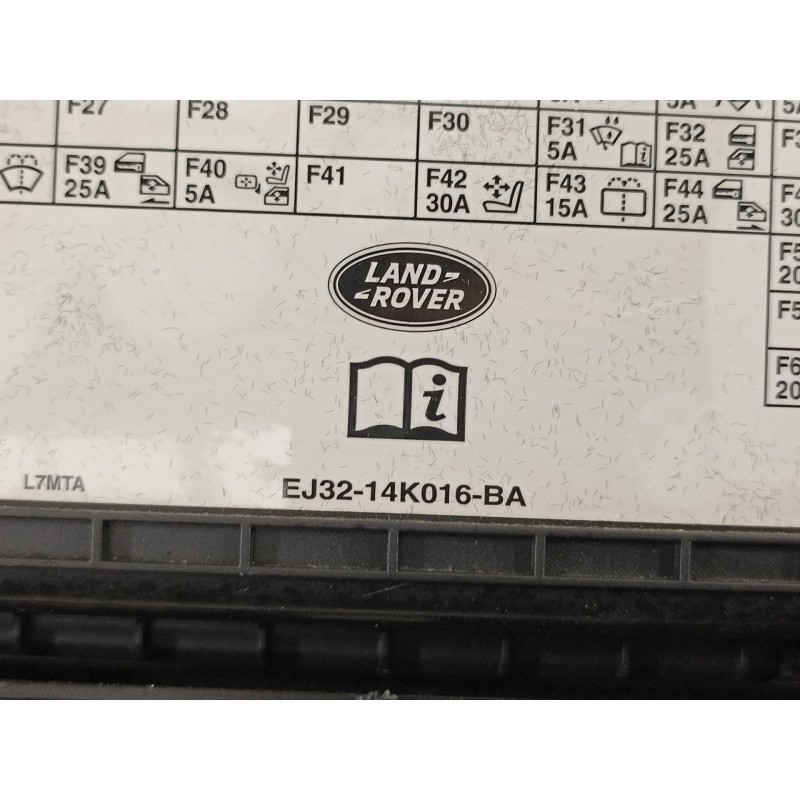 F27 F28 F29 F30 F31 5A F32 25A
F39 25A F40 5A F41 F42 30A F43 15A F44 25A
LAND
ROVER
i
L7MTA
EJ32-14K016-BA